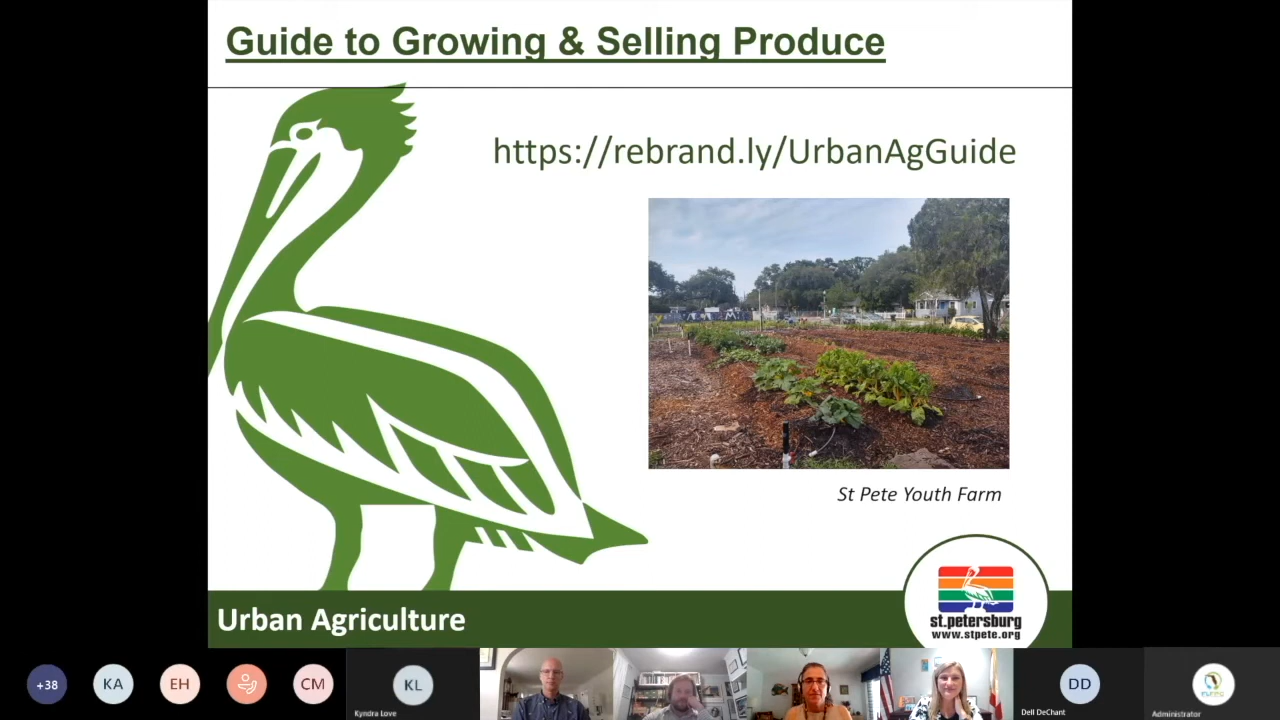 Guide to Growing & Selling Produce
https://rebrand.ly/UrbanAgGuide
St Pete Youth Farm
Urban Agriculture
st.petersburg
www.stpete.org
+38
KA
EH
CM
KL
Kyndra Love
DD
Dell DeChant
Administrator